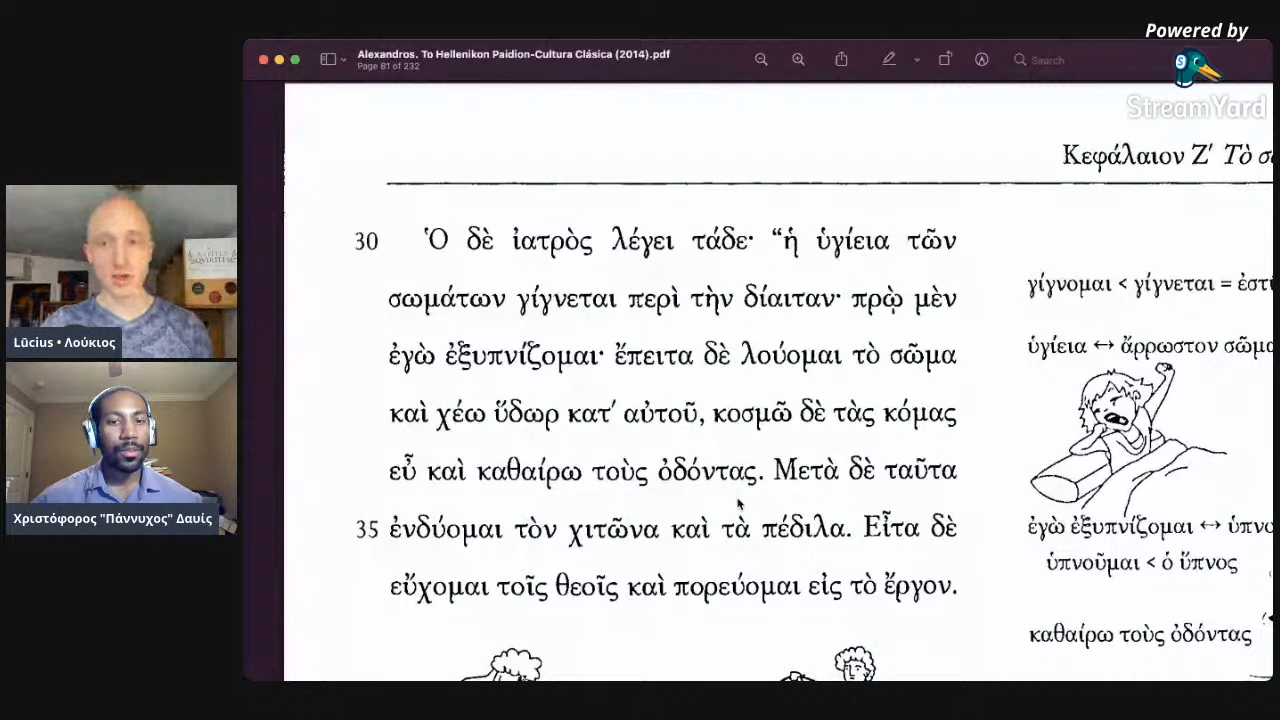 Powered by
StreamYard
Alexandros. To Hellenikon Paidion-Cultura Clásica (2014).pdf
Page 81 of 232
Search
Κεφάλαιον Ζ′ Τὸ
30 Ὁ δὲ ἰατρὸς λέγει τάδε· “ἡ ὑγίεια τῶν
σωμάτων γίγνεται περὶ τὴν δίαιταν· πρῲ μὲν
ἐγὼ ἐξυπνίζομαι· ἔπειτα δὲ λούομαι τὸ σῶμα
καὶ χέω ὕδωρ κατ’ αὐτοῦ, κοσμῶ δὲ τὰς κόμας
εὖ καὶ καθαίρω τοὺς ὀδόντας. Μετὰ δὲ ταῦτα
35 ἐνδύομαι τὸν χιτῶνα καὶ τὰ πέδιλα. Εἶτα δὲ
εὔχομαι τοῖς θεοῖς καὶ πορεύομαι εἰς τὸ ἔργον.
γίγνομαι < γίγνεται = ἐστι
ὑγίεια ↔ ἄρρωστον σῶμα
ἐγὼ ἐξυπνίζομαι ↔ ὑπνο
ὑπνοῦμαι < ὁ ὕπνος
καθαίρω τοὺς ὀδόντας
Lūcius • Λούκιος
Χριστόφορος "Πάννυχος" Δαυίς